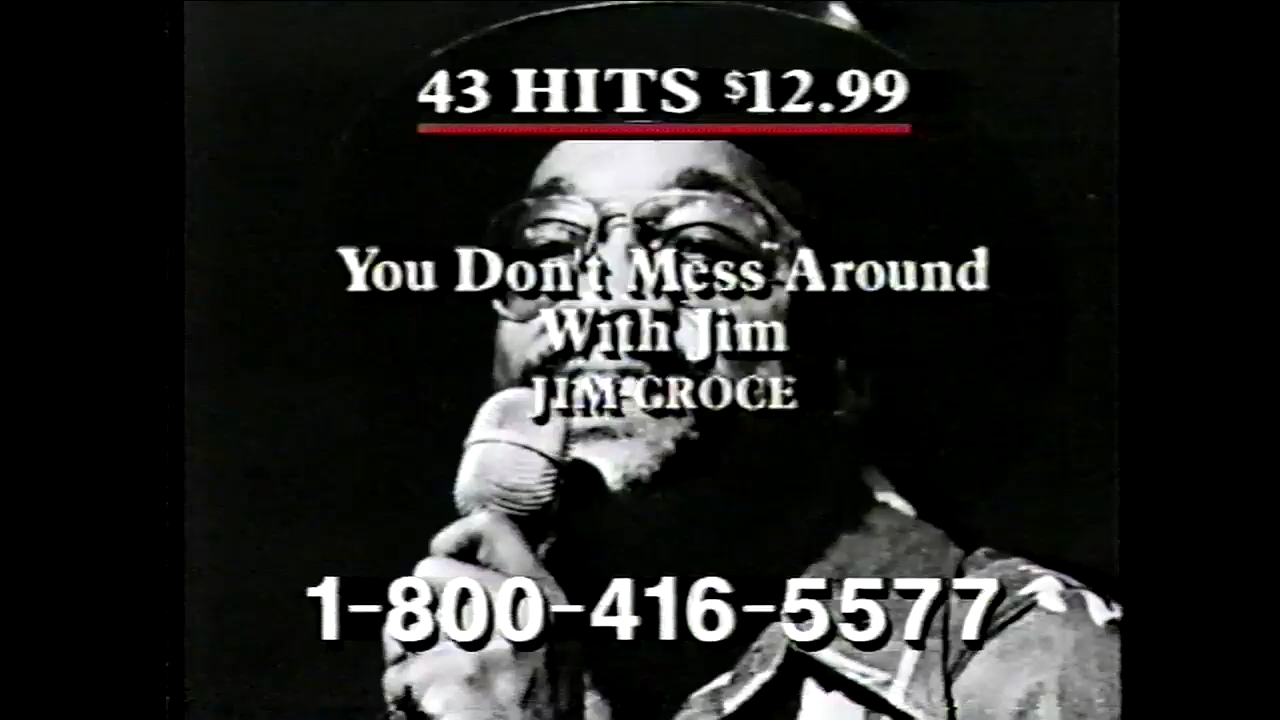 43 HITS $12.99
You Don't Mess Around
With Jim
JIM CROCE
1-800-416-5577